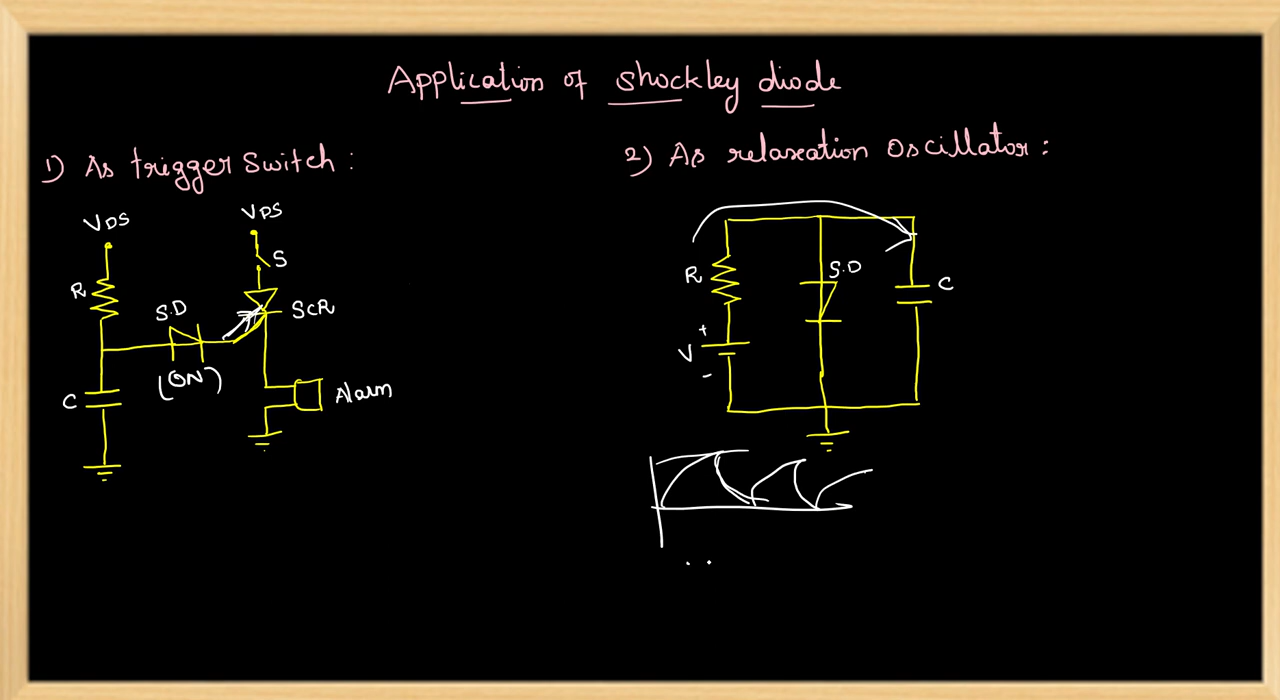 Application of shockley diode
1) As trigger switch :
VDS
VDS
S
R
S.D
SCR
(ON)
C
Alarm
2) As relaxation Oscillator :
R
S.D
C
+
V
-